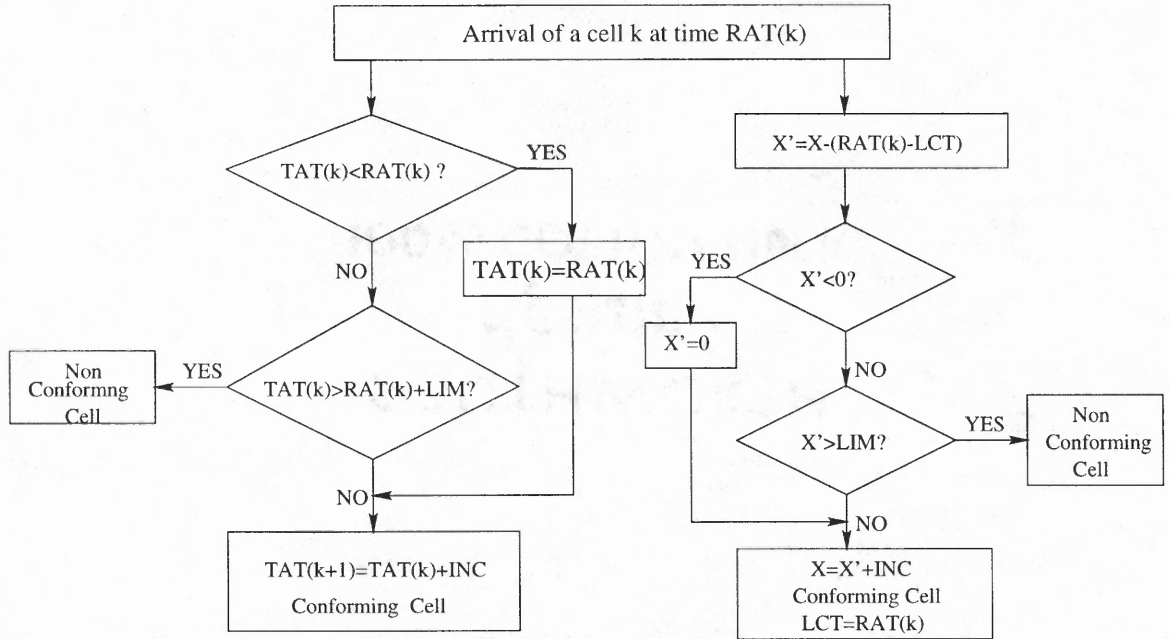 Arrival of a cell k at time RAT(k)
TAT(k)<RAT(k) ?
YES
NO
TAT(k)=RAT(k)
TAT(k)>RAT(k)+LIM?
YES
Non
Conformng
Cell
NO
TAT(k+1)=TAT(k)+INC
Conforming Cell
X'=X-(RAT(k)-LCT)
X'<0?
YES
X'=0
NO
X'>LIM?
YES
Non
Conforming
Cell
NO
X=X'+INC
Conforming Cell
LCT=RAT(k)